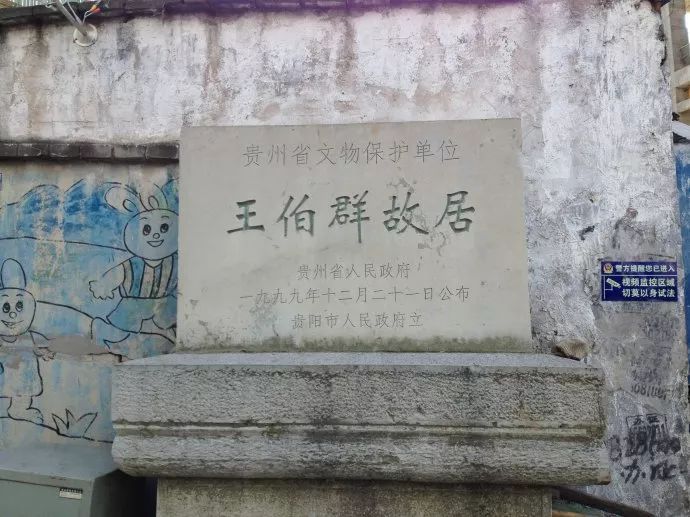 贵州省文物保护单位
王伯群故居
贵州省人民政府
一九九九年十二月二十一日公布
贵阳市人民政府立
警方提醒您已进入
视频监控区域
切莫以身试法